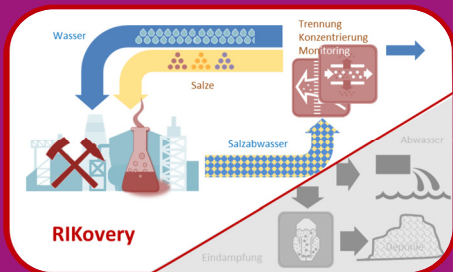 Wasser
Trennung
Konzentrierung
Monitoring
Salze
Salzabwasser
Abwasser
RIKovery
Eindampfung
Deponie